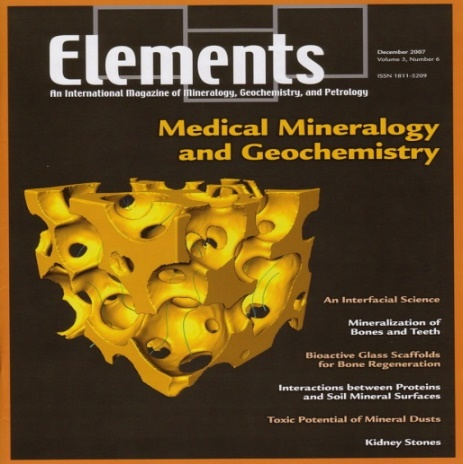 Elements
December 2007
Volume 3, Number 6
ISSN 1811-5209
An International Magazine of Mineralogy, Geochemistry, and Petrology
Medical Mineralogy
and Geochemistry
An Interfacial Science
Mineralization of
Bones and Teeth
Bioactive Glass Scaffolds
for Bone Regeneration
Interactions between Proteins
and Soil Mineral Surfaces
Toxic Potential of Mineral Dusts
Kidney Stones